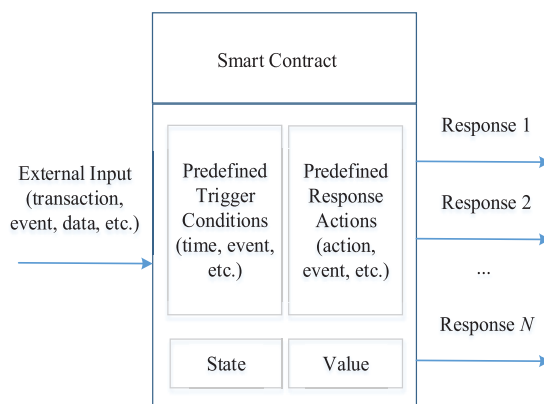 Smart Contract
External Input
(transaction,
event, data, etc.)
Predefined
Trigger
Conditions
(time, event,
etc.)
Predefined
Response
Actions
(action,
event, etc.)
State
Value
Response 1
Response 2
...
Response N